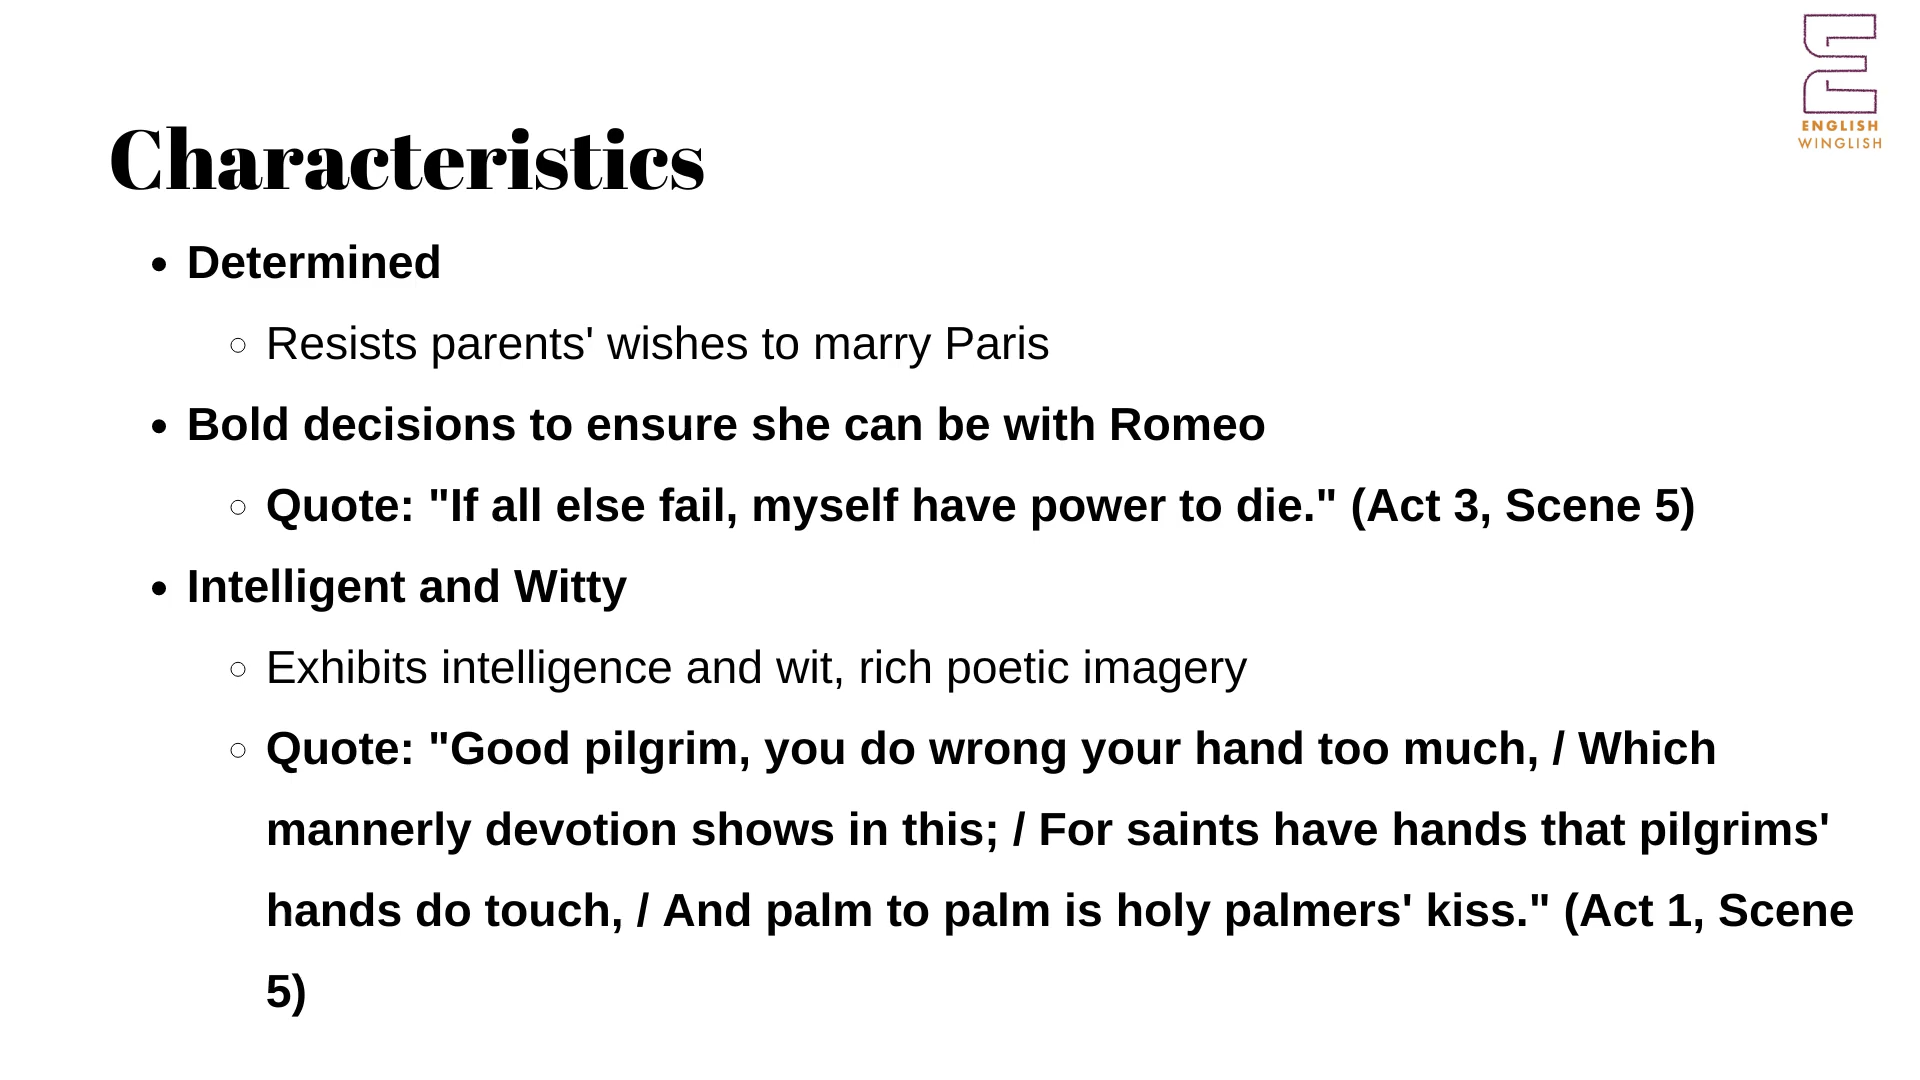 ENGLISH
WINGLISH
Characteristics
• Determined
○ Resists parents' wishes to marry Paris
• Bold decisions to ensure she can be with Romeo
○ Quote: "If all else fail, myself have power to die." (Act 3, Scene 5)
• Intelligent and Witty
○ Exhibits intelligence and wit, rich poetic imagery
○ Quote: "Good pilgrim, you do wrong your hand too much, / Which
mannerly devotion shows in this; / For saints have hands that pilgrims'
hands do touch, / And palm to palm is holy palmers' kiss." (Act 1, Scene
5)